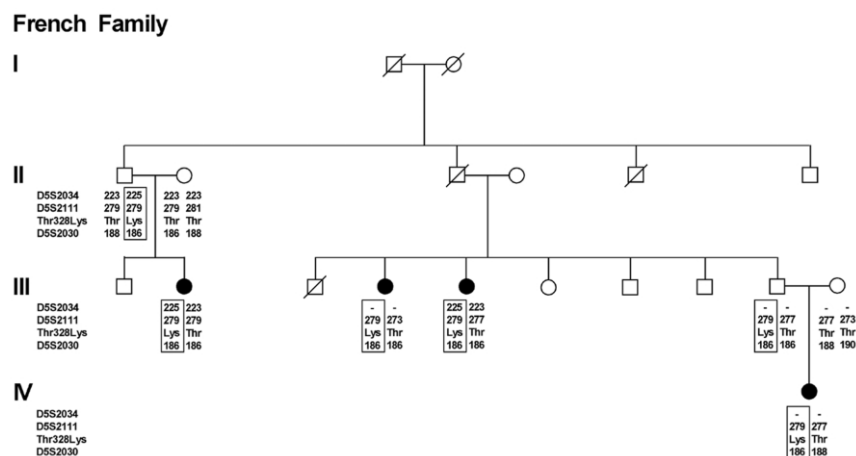 French Family
I
II
D5S2034 223 225 223 223
D5S2111 279 279 279 281
Thr328Lys Thr Lys Thr Thr
D5S2030 188 186 186 188
III
D5S2034 225 223 - - 225 223 - - - -
D5S2111 279 279 279 273 279 277 279 277 277 273
Thr328Lys Lys Thr Lys Thr Lys Thr Lys Thr Thr Thr
D5S2030 186 186 186 186 186 186 186 186 188 190
IV
D5S2034 - -
D5S2111 279 277
Thr328Lys Lys Thr
D5S2030 186 188